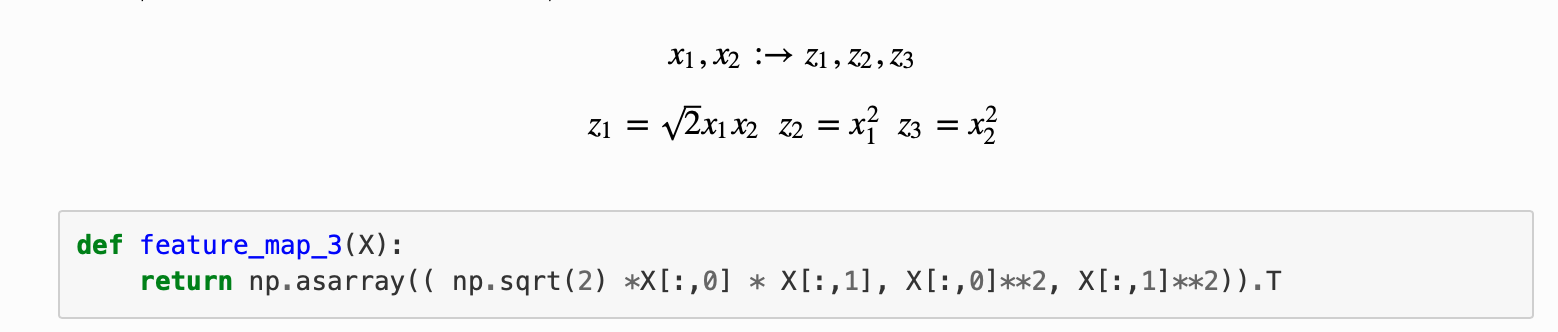 x₁, x₂ :→ z₁, z₂, z₃
z₁ = √2x₁x₂ z₂ = x₁² z₃ = x₂²
def feature_map_3(X):
    return np.asarray(( np.sqrt(2) *X[:,0] * X[:,1], X[:,0]**2, X[:,1]**2)).T